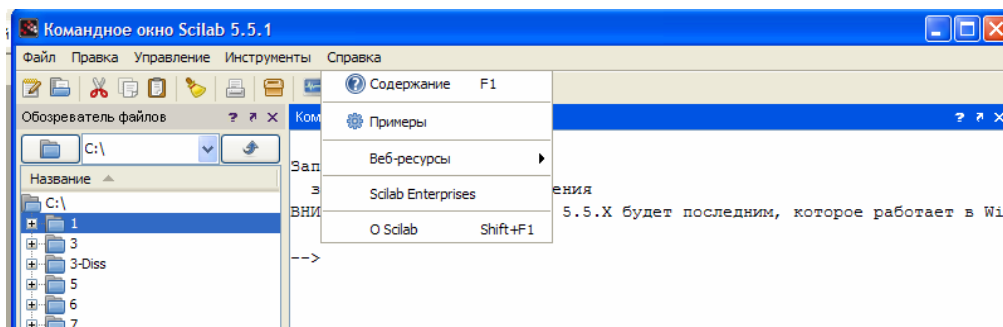 Командное окно Scilab 5.5.1
Файл Правка Управление Инструменты Справка
Содержание F1
Примеры
Веб-ресурсы
Scilab Enterprises
О Scilab Shift+F1
Обозреватель файлов ? Ком ?
C:\
Название
C:\
1
3
3-Diss
5
6
7
Зап
з ения
ВНИ 5.5.X будет последним, которое работает в Wi
-->